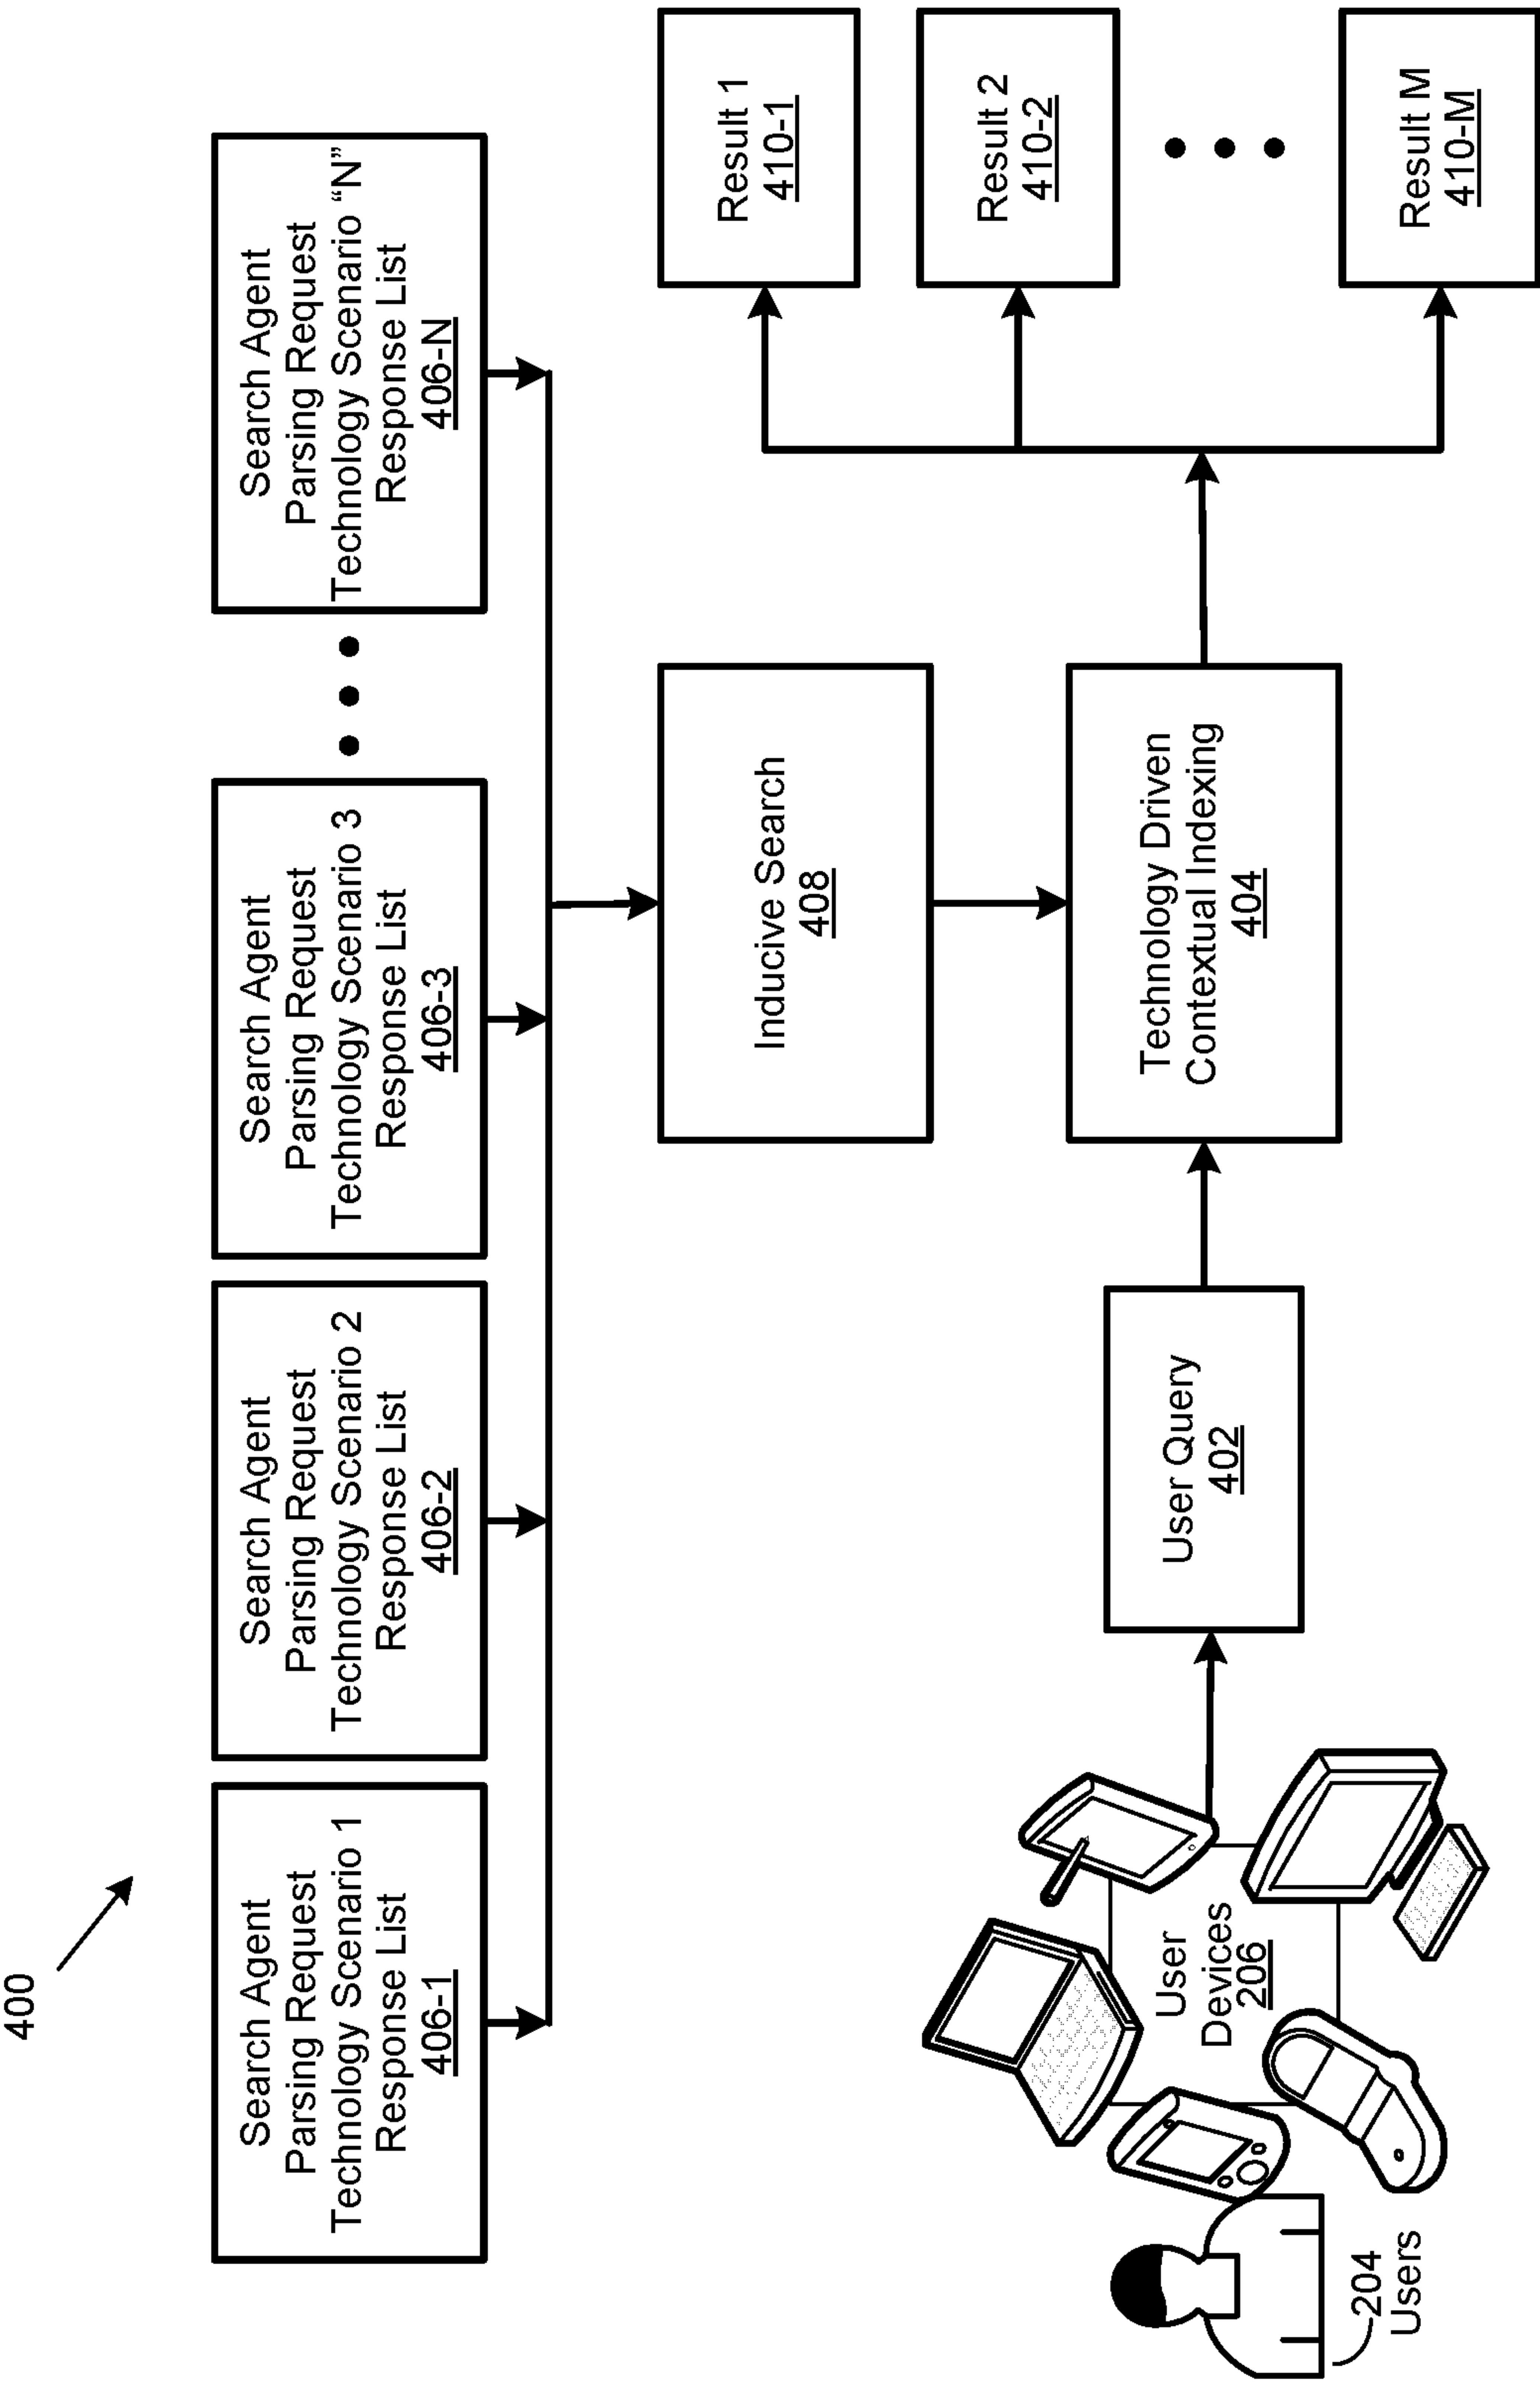 400
Search Agent
Parsing Request
Technology Scenario 1
Response List
406-1
Search Agent
Parsing Request
Technology Scenario 2
Response List
406-2
Search Agent
Parsing Request
Technology Scenario 3
Response List
406-3
Search Agent
Parsing Request
Technology Scenario “N”
Response List
406-N
Inducive Search
408
Technology Driven
Contextual Indexing
404
User Query
402
User
Devices
206
204
Users
Result 1
410-1
Result 2
410-2
Result M
410-M